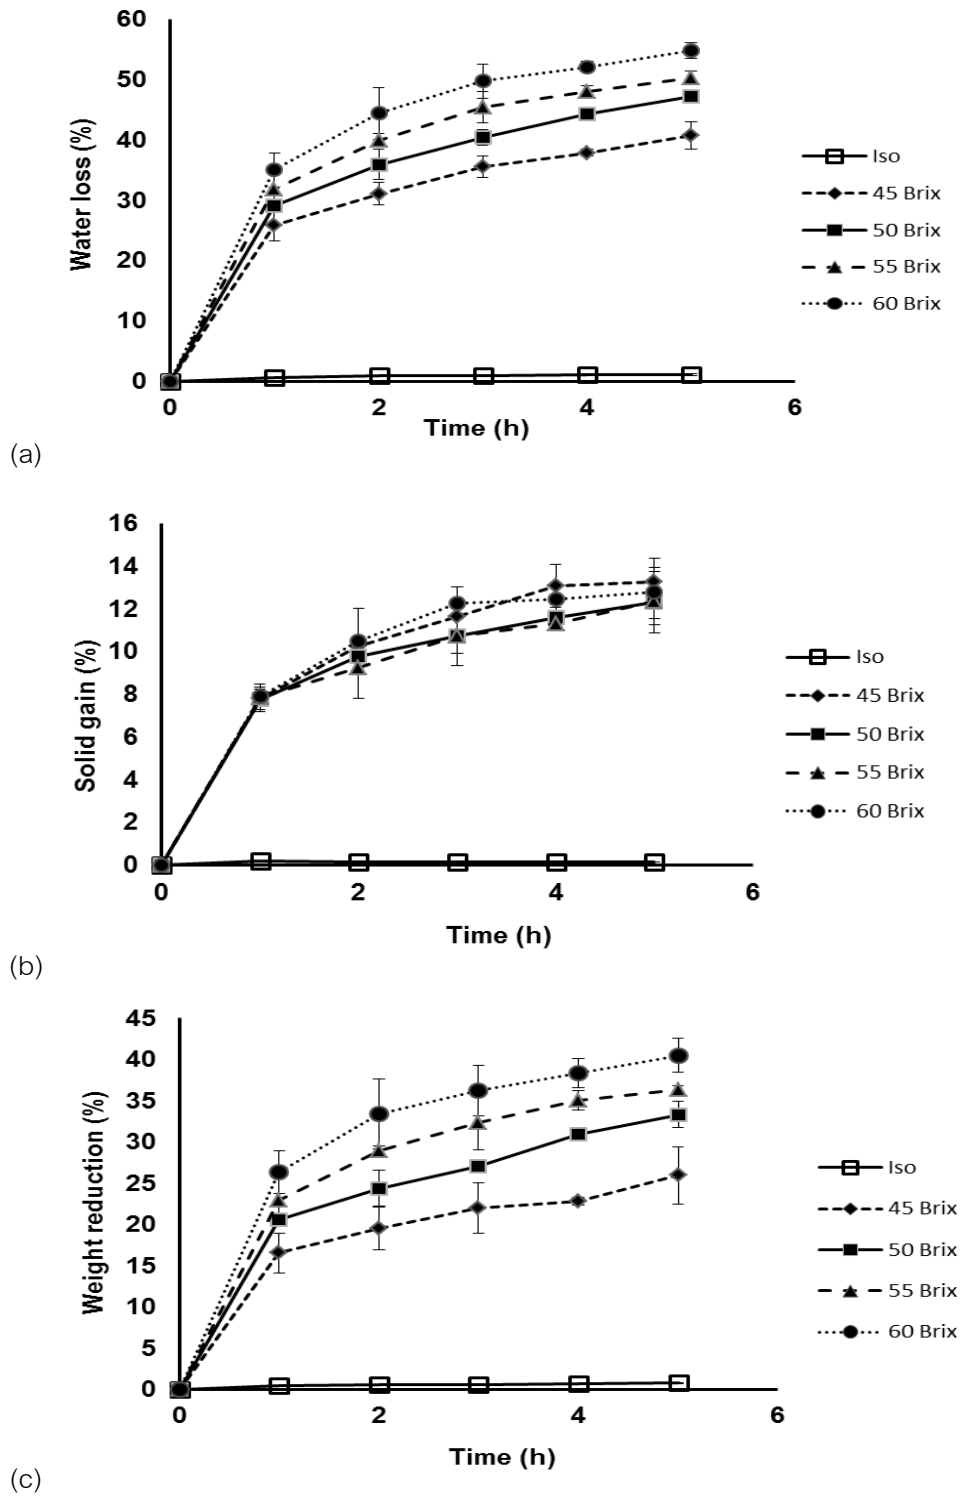 60
50
40
30
20
10
0
Water loss (%)
0 2 4 6
Time (h)
Iso
45 Brix
50 Brix
55 Brix
60 Brix
(a)
16
14
12
10
8
6
4
2
0
Solid gain (%)
0 2 4 6
Time (h)
Iso
45 Brix
50 Brix
55 Brix
60 Brix
(b)
45
40
35
30
25
20
15
10
5
0
Weight reduction (%)
0 2 4 6
Time (h)
Iso
45 Brix
50 Brix
55 Brix
60 Brix
(c)